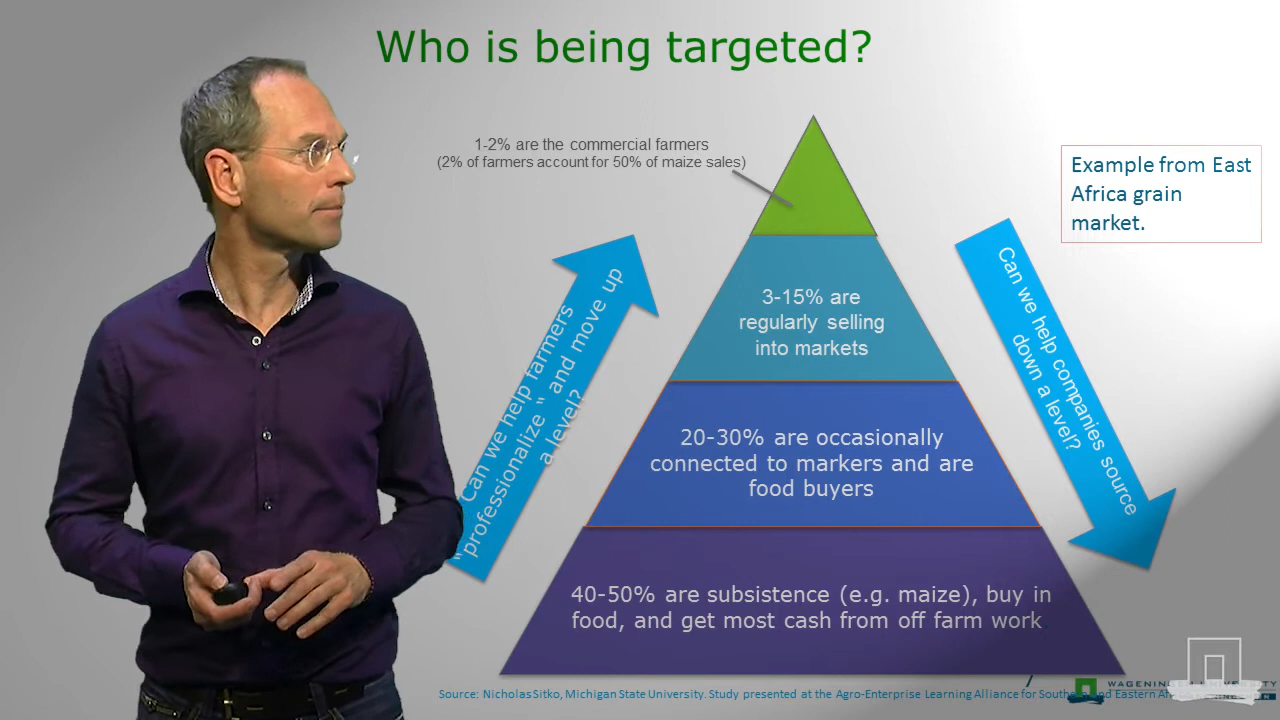 Who is being targeted?
1-2% are the commercial farmers
(2% of farmers account for 50% of maize sales)
Example from East
Africa grain
market.
"Can we help farmers
"professionalize " and move up
a level?
Can we help companies source
down a level?
3-15% are
regularly selling
into markets
20-30% are occasionally
connected to markers and are
food buyers
40-50% are subsistence (e.g. maize), buy in
food, and get most cash from off farm work
Source: Nicholas Sitko, Michigan State University. Study presented at the Agro-Enterprise Learning Alliance for and Eastern